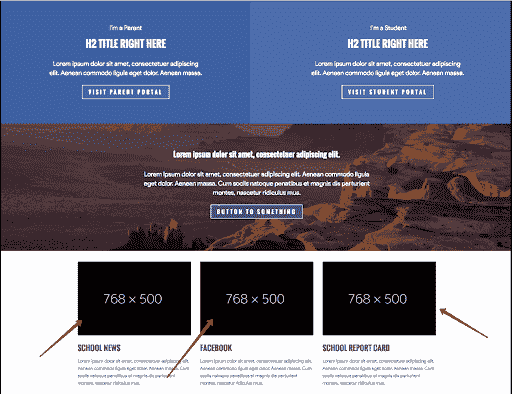 I'm a Parent
H2 TITLE RIGHT HERE
Lorem ipsum dolor sit amet, consectetuer adipiscing
elit. Aenean commodo ligula eget dolor. Aenean massa.
VISIT PARENT PORTAL
I'm a Student
H2 TITLE RIGHT HERE
Lorem ipsum dolor sit amet, consectetuer adipiscing
elit. Aenean commodo ligula eget dolor. Aenean massa.
VISIT STUDENT PORTAL
Lorem ipsum dolor sit amet, consectetuer adipiscing elit.
Lorem ipsum dolor sit amet, consectetuer adipiscing elit. Aenean commodo ligula
eget dolor. Aenean massa. Cum sociis natoque penatibus et magnis dis parturient
montes, nascetur ridiculus mus.
BUTTON TO SOMETHING
768 × 500
SCHOOL NEWS
Lorem ipsum dolor sit amet, consectetuer adipiscing
elit. Aenean commodo ligula eget dolor. Aenean massa. Cum
sociis natoque penatibus et magnis dis parturient
montes, nascetur ridiculus mus.
768 × 500
FACEBOOK
Lorem ipsum dolor sit amet, consectetuer adipiscing
elit. Aenean commodo ligula eget dolor. Aenean massa. Cum
sociis natoque penatibus et magnis dis parturient
montes, nascetur ridiculus mus.
768 × 500
SCHOOL REPORT CARD
Lorem ipsum dolor sit amet, consectetuer adipiscing
elit. Aenean commodo ligula eget dolor. Aenean massa. Cum
sociis natoque penatibus et magnis dis parturient
montes, nascetur ridiculus mus.